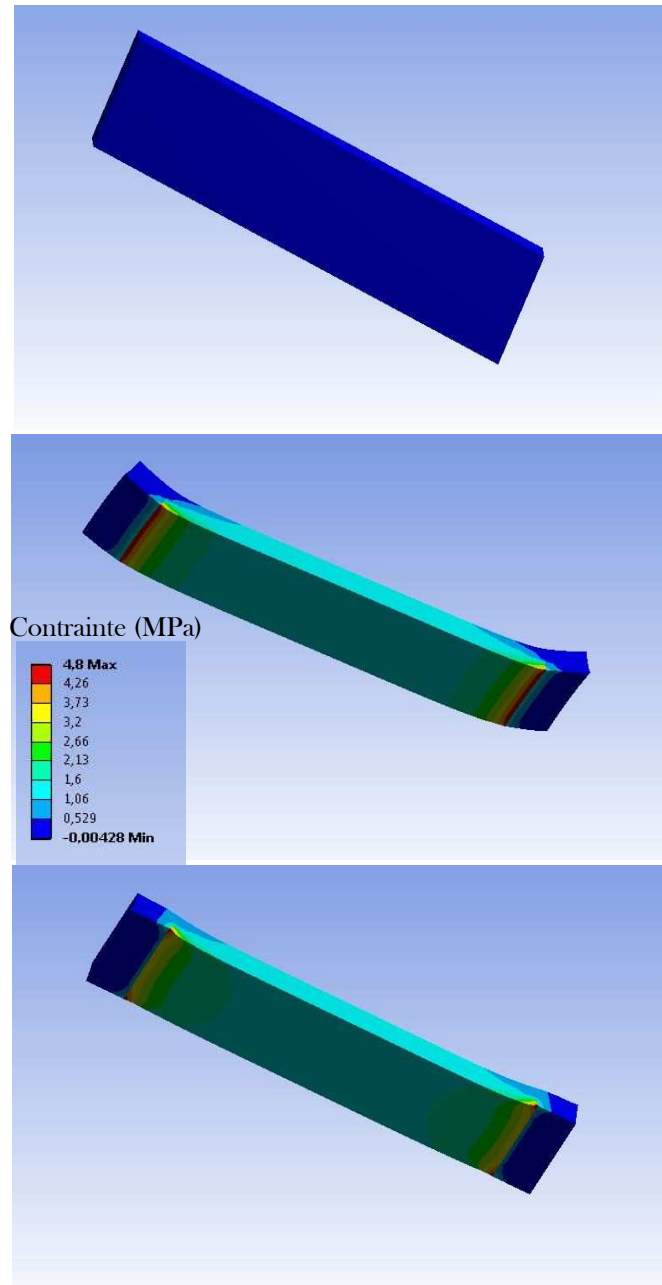 Contrainte (MPa)
4,8 Max
4,26
3,73
3,2
2,66
2,13
1,6
1,06
0,529
-0,00428 Min